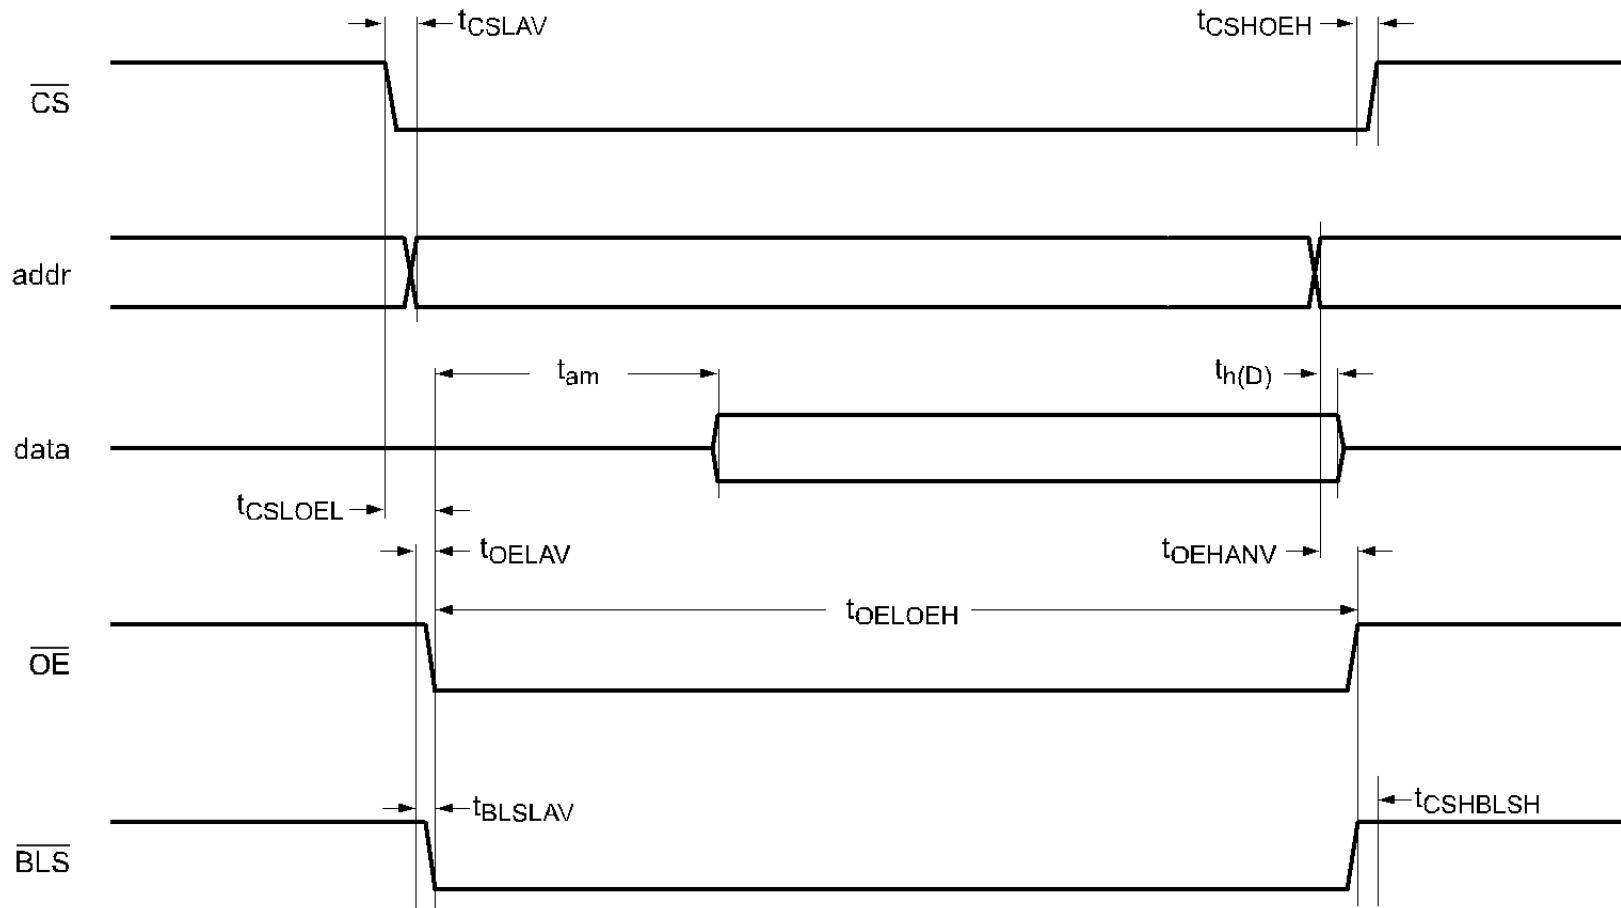 tCSLAV
tCSHOEH
CS
addr
tam
th(D)
data
tCSLOEL
tOELAV
tOEHANV
tOELOEH
OE
tBLSLAV
tCSHBLSH
BLS